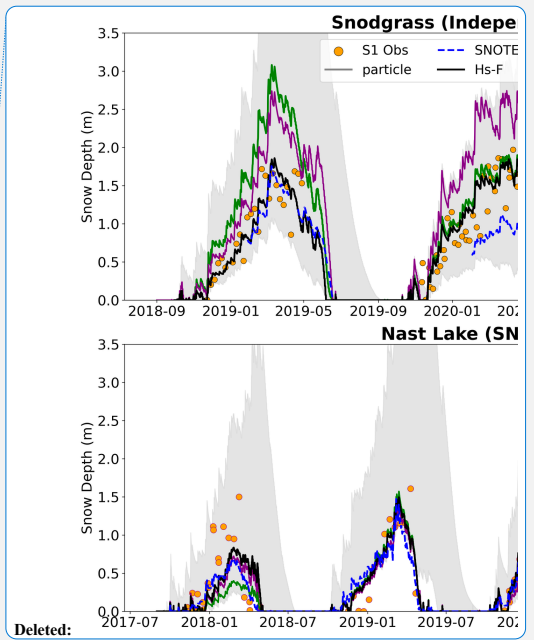 Snodgrass (Indepe
3.5
3.0
2.5
2.0
1.5
1.0
0.5
0.0
Snow Depth (m)
S1 Obs
SNOTE
particle
Hs-F
2018-09 2019-01 2019-05 2019-09 2020-01 202
Nast Lake (SN
3.5
3.0
2.5
2.0
1.5
1.0
0.5
0.0
Snow Depth (m)
2017-07 2018-01 2018-07 2019-01 2019-07 202
Deleted: